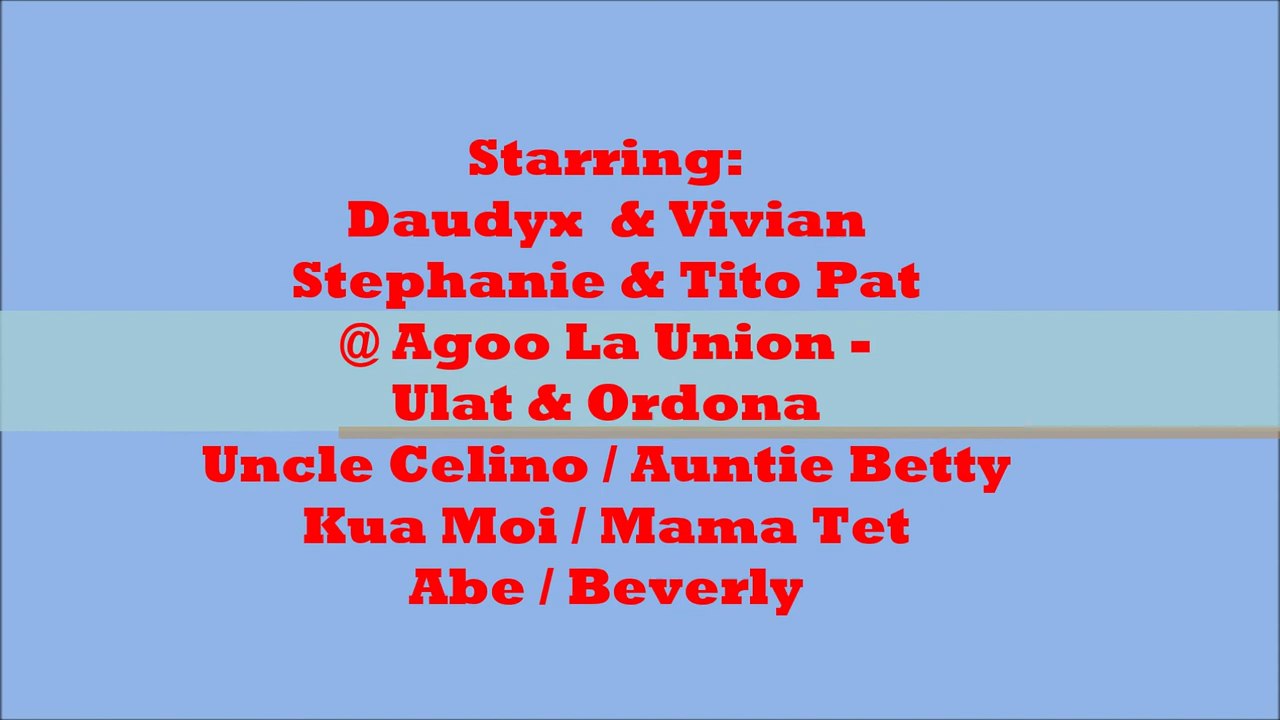 Starring:
Daudyx & Vivian
Stephanie & Tito Pat
@ Agoo La Union -
Ulat & Ordona
Uncle Celino / Auntie Betty
Kua Moi / Mama Tet
Abe / Beverly